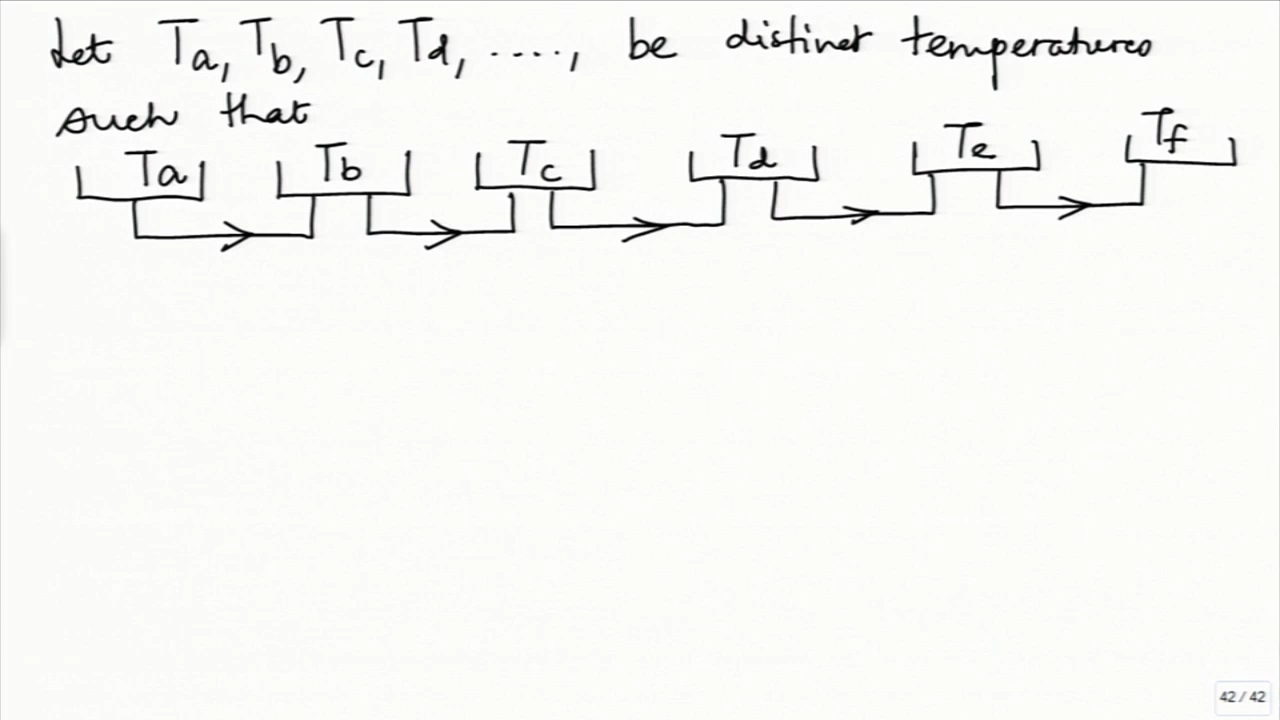 Let Ta, Tb, Tc, Td, ...., be distinct temperatures
such that
Ta Tb Tc Td Te Tf
42 / 42